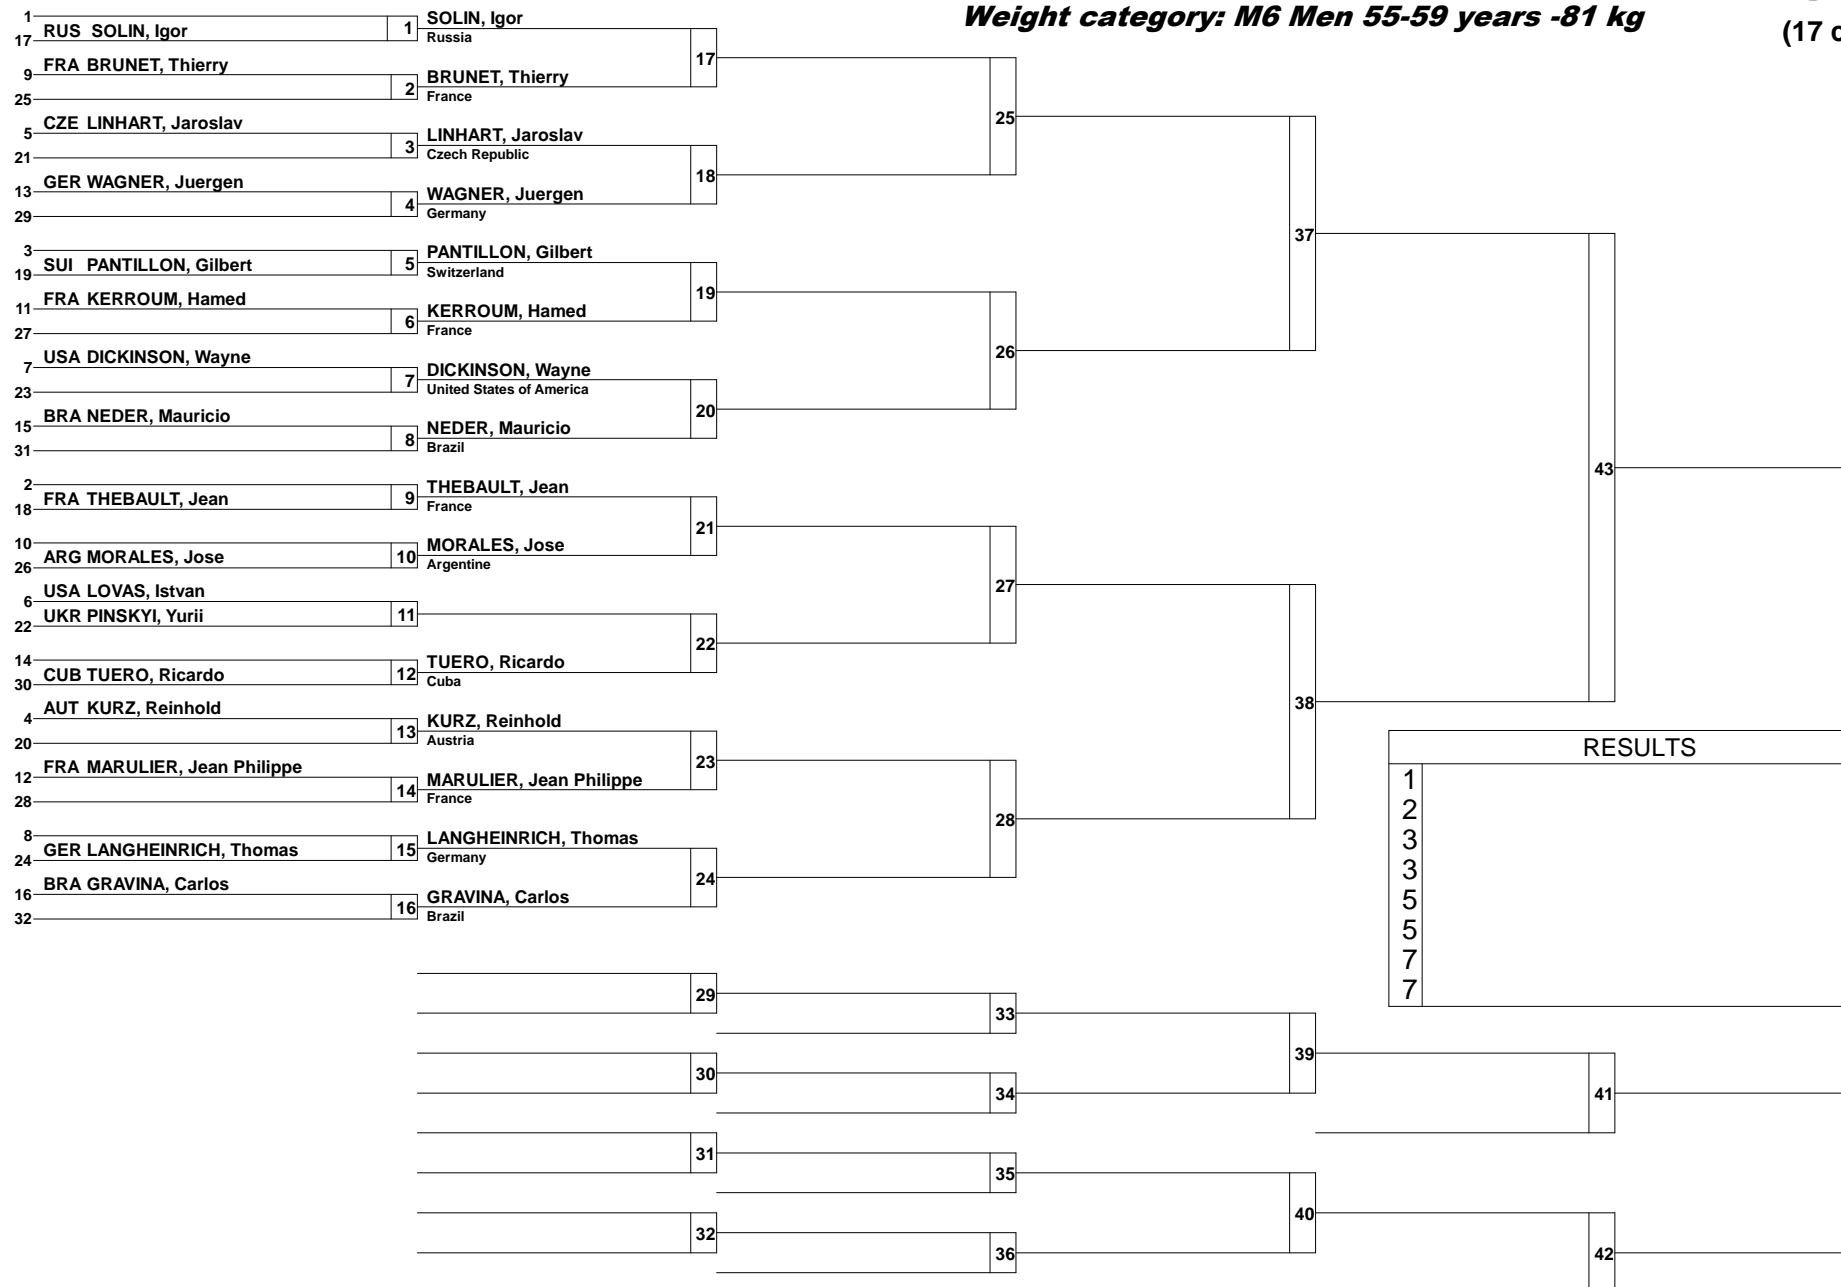 Weight category: M6 Men 55-59 years -81 kg
(17 c
1
17 RUS SOLIN, Igor
1
SOLIN, Igor
Russia
17
9 FRA BRUNET, Thierry
25
2
BRUNET, Thierry
France
5 CZE LINHART, Jaroslav
21
3
LINHART, Jaroslav
Czech Republic
18
13 GER WAGNER, Juergen
29
4
WAGNER, Juergen
Germany
25
3
19 SUI PANTILLON, Gilbert
5
PANTILLON, Gilbert
Switzerland
19
11 FRA KERROUM, Hamed
27
6
KERROUM, Hamed
France
7 USA DICKINSON, Wayne
23
7
DICKINSON, Wayne
United States of America
20
15 BRA NEDER, Mauricio
31
8
NEDER, Mauricio
Brazil
26
37
2
18 FRA THEBAULT, Jean
9
THEBAULT, Jean
France
21
10
26 ARG MORALES, Jose
10
MORALES, Jose
Argentine
6 USA LOVAS, Istvan
22 UKR PINSKYI, Yurii
11
22
14
30 CUB TUERO, Ricardo
12
TUERO, Ricardo
Cuba
27
4 AUT KURZ, Reinhold
20
13
KURZ, Reinhold
Austria
23
12 FRA MARULIER, Jean Philippe
28
14
MARULIER, Jean Philippe
France
8
24 GER LANGHEINRICH, Thomas
15
LANGHEINRICH, Thomas
Germany
24
16 BRA GRAVINA, Carlos
32
16
GRAVINA, Carlos
Brazil
28
38
43
RESULTS
1
2
3
3
5
5
7
7
29
33
30
34
39
41
31
35
32
36
40
42